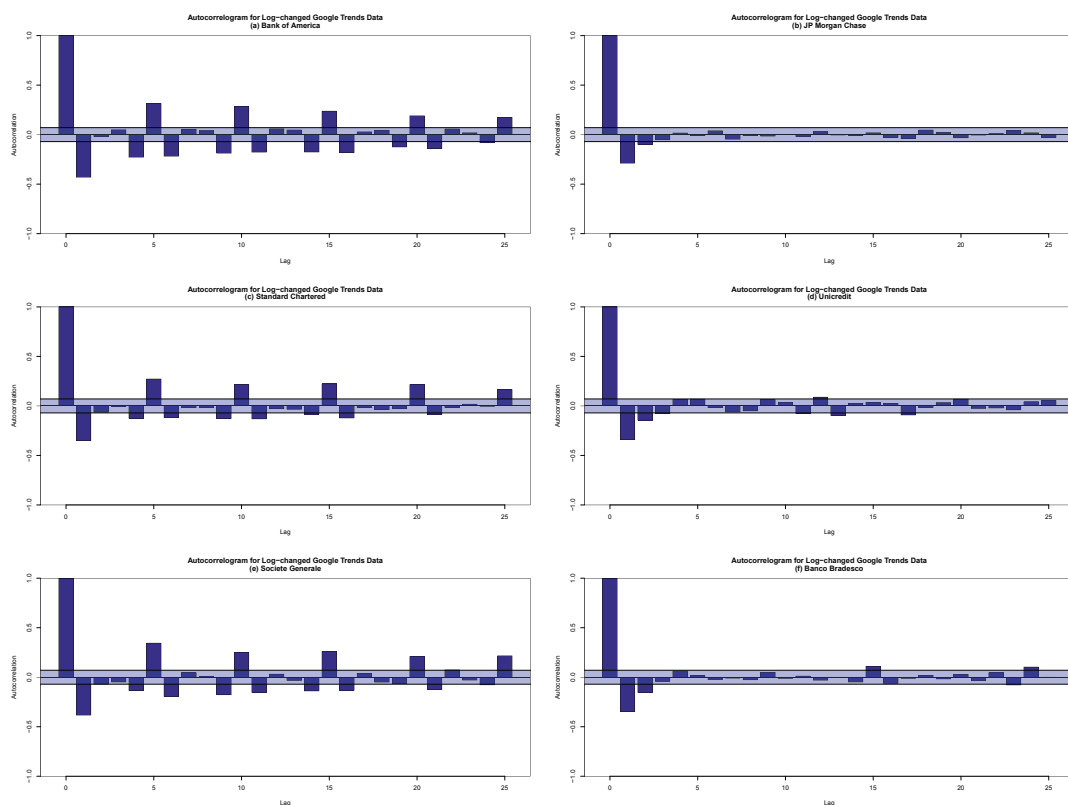 Autocorrelogram for Log−changed Google Trends Data
(a) Bank of America
Autocorrelation
1.0
0.5
0.0
−0.5
−1.0
0 5 10 15 20 25
Lag
Autocorrelogram for Log−changed Google Trends Data
(b) JP Morgan Chase
Autocorrelation
1.0
0.5
0.0
−0.5
−1.0
0 5 10 15 20 25
Lag
Autocorrelogram for Log−changed Google Trends Data
(c) Standard Chartered
Autocorrelation
1.0
0.5
0.0
−0.5
−1.0
0 5 10 15 20 25
Lag
Autocorrelogram for Log−changed Google Trends Data
(d) Unicredit
Autocorrelation
1.0
0.5
0.0
−0.5
−1.0
0 5 10 15 20 25
Lag
Autocorrelogram for Log−changed Google Trends Data
(e) Societe Generale
Autocorrelation
1.0
0.5
0.0
−0.5
−1.0
0 5 10 15 20 25
Lag
Autocorrelogram for Log−changed Google Trends Data
(f) Banco Bradesco
Autocorrelation
1.0
0.5
0.0
−0.5
−1.0
0 5 10 15 20 25
Lag